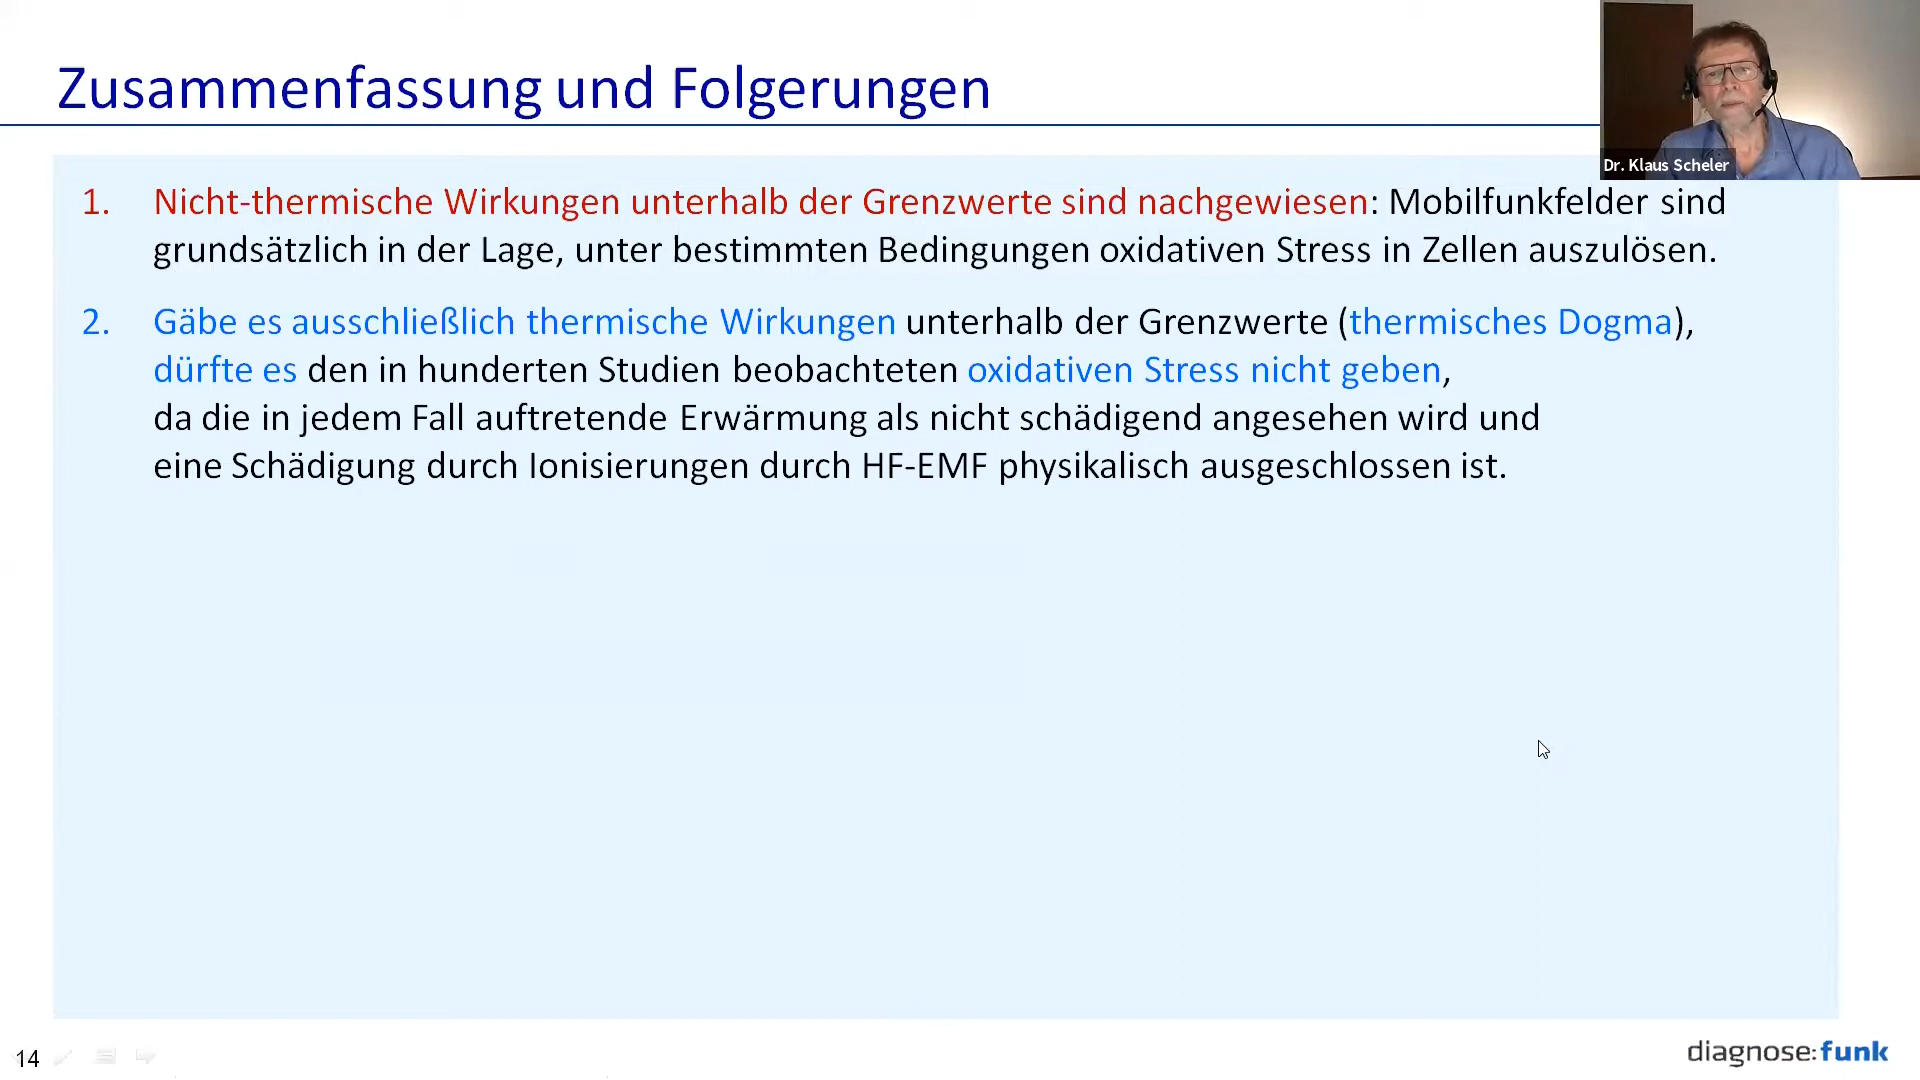 Zusammenfassung und Folgerungen
Dr. Klaus Scheler
1. Nicht-thermische Wirkungen unterhalb der Grenzwerte sind nachgewiesen: Mobilfunkfelder sind
grundsätzlich in der Lage, unter bestimmten Bedingungen oxidativen Stress in Zellen auszulösen.
2. Gäbe es ausschließlich thermische Wirkungen unterhalb der Grenzwerte (thermisches Dogma),
dürfte es den in hunderten Studien beobachteten oxidativen Stress nicht geben,
da die in jedem Fall auftretende Erwärmung als nicht schädigend angesehen wird und
eine Schädigung durch Ionisierungen durch HF-EMF physikalisch ausgeschlossen ist.
14
diagnose:funk